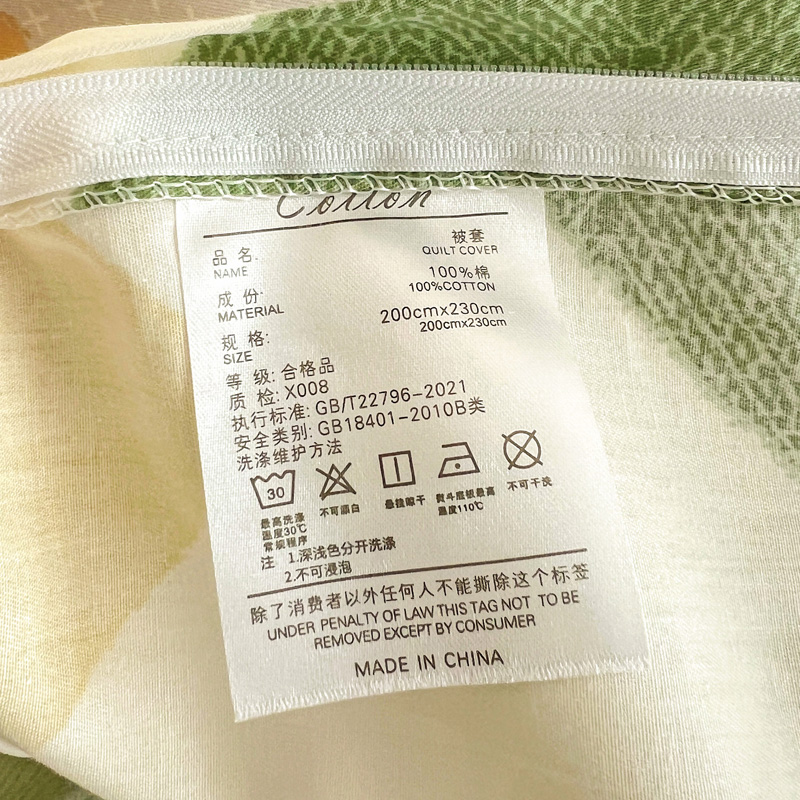 Cotton
品 名: 被套
NAME QUILT COVER
成 份: 100%棉
MATERIAL 100%COTTON
规 格: 200cmx230cm
SIZE 200cmx230cm
等 级: 合格品
质 检: X008
执行标准: GB/T22796-2021
安全类别: GB18401-2010B类
洗涤维护方法
30
最高洗涤温度30℃常规程序 不可漂白 悬挂晾干 熨斗底板最高温度110℃ 不可干洗
注 1.深浅色分开洗涤
2.不可浸泡
除了消费者以外任何人不能撕除这个标签
UNDER PENALTY OF LAW THIS TAG NOT TO BE
REMOVED EXCEPT BY CONSUMER
MADE IN CHINA